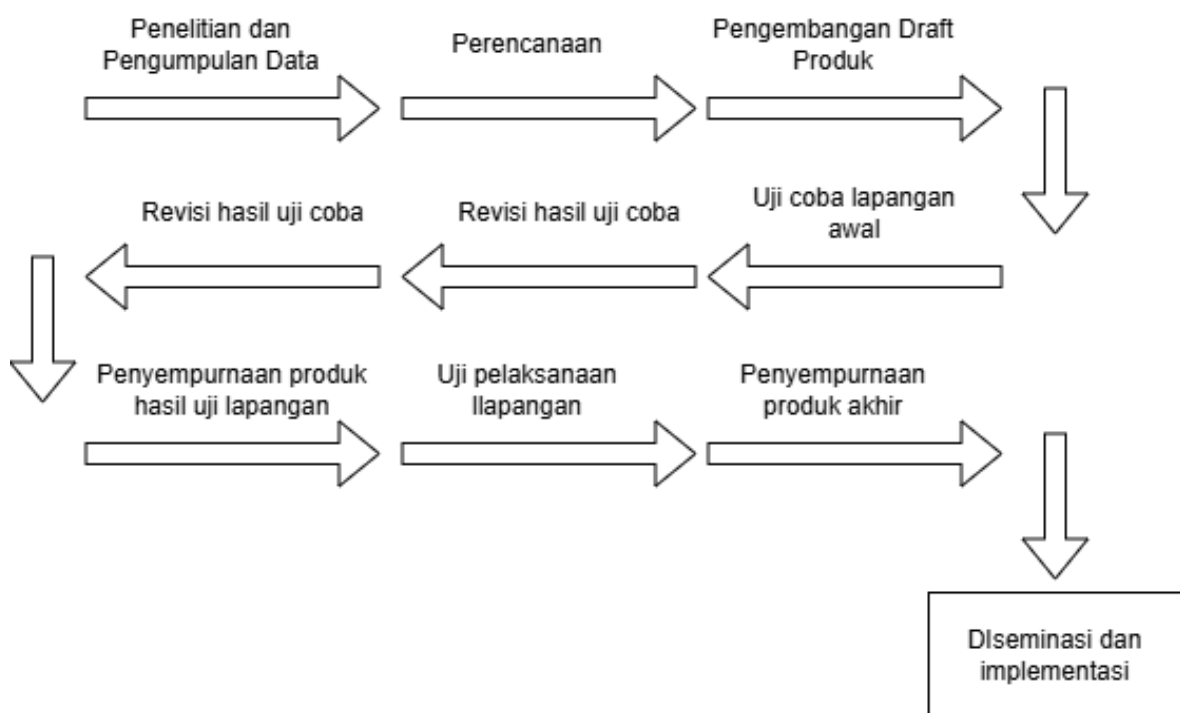 Penelitian dan
Pengumpulan Data
Perencanaan
Pengembangan Draft
Produk
Uji coba lapangan
awal
Revisi hasil uji coba
Revisi hasil uji coba
Penyempurnaan produk
hasil uji lapangan
Uji pelaksanaan
llapangan
Penyempurnaan
produk akhir
DIseminasi dan
implementasi